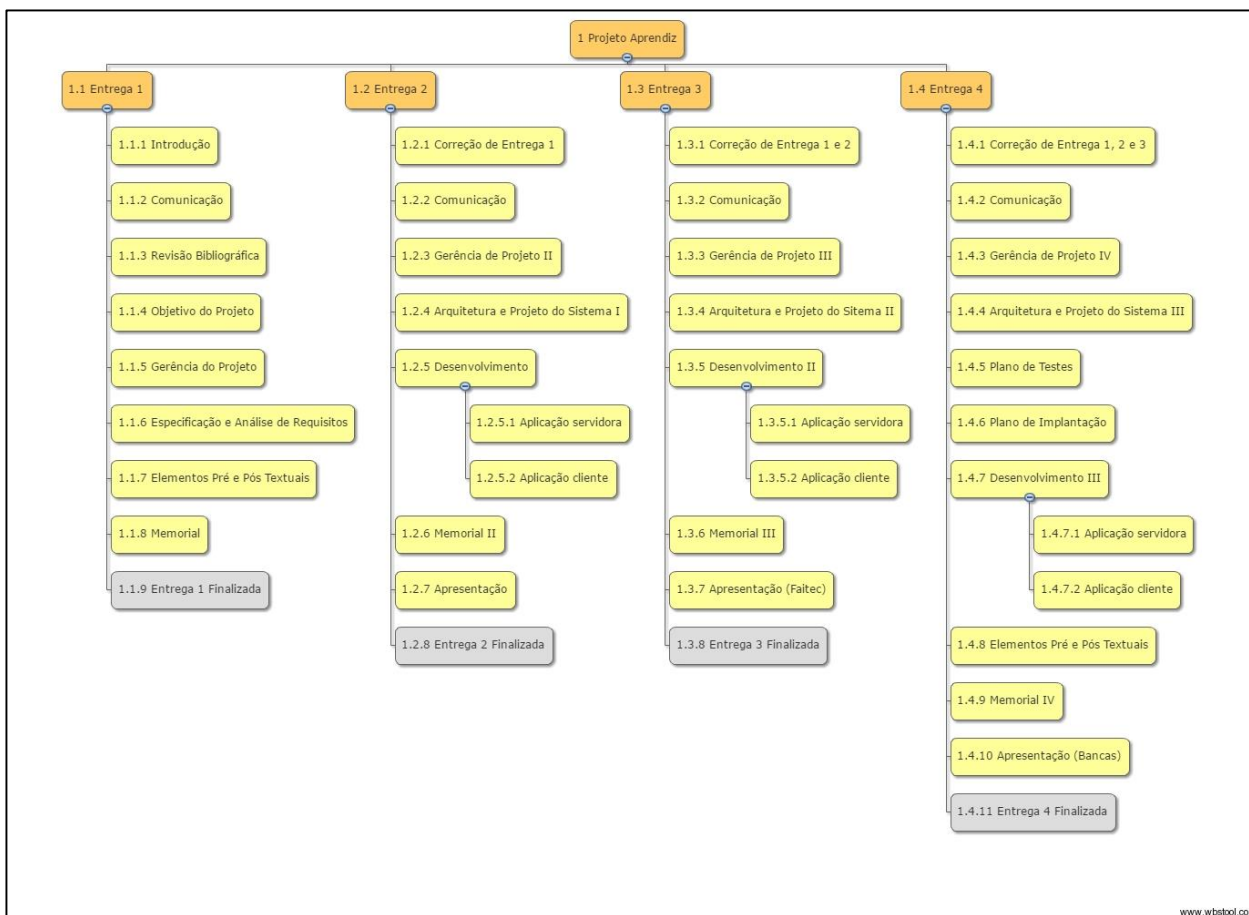 1 Projeto Aprendiz
1.1 Entrega 1
1.1.1 Introdução
1.1.2 Comunicação
1.1.3 Revisão Bibliográfica
1.1.4 Objetivo do Projeto
1.1.5 Gerência do Projeto
1.1.6 Especificação e Análise de Requisitos
1.1.7 Elementos Pré e Pós Textuais
1.1.8 Memorial
1.1.9 Entrega 1 Finalizada
1.2 Entrega 2
1.2.1 Correção de Entrega 1
1.2.2 Comunicação
1.2.3 Gerência de Projeto II
1.2.4 Arquitetura e Projeto do Sistema I
1.2.5 Desenvolvimento
1.2.5.1 Aplicação servidora
1.2.5.2 Aplicação cliente
1.2.6 Memorial II
1.2.7 Apresentação
1.2.8 Entrega 2 Finalizada
1.3 Entrega 3
1.3.1 Correção de Entrega 1 e 2
1.3.2 Comunicação
1.3.3 Gerência de Projeto III
1.3.4 Arquitetura e Projeto do Sitema II
1.3.5 Desenvolvimento II
1.3.5.1 Aplicação servidora
1.3.5.2 Aplicação cliente
1.3.6 Memorial III
1.3.7 Apresentação (Faitec)
1.3.8 Entrega 3 Finalizada
1.4 Entrega 4
1.4.1 Correção de Entrega 1, 2 e 3
1.4.2 Comunicação
1.4.3 Gerência de Projeto IV
1.4.4 Arquitetura e Projeto do Sistema III
1.4.5 Plano de Testes
1.4.6 Plano de Implantação
1.4.7 Desenvolvimento III
1.4.7.1 Aplicação servidora
1.4.7.2 Aplicação cliente
1.4.8 Elementos Pré e Pós Textuais
1.4.9 Memorial IV
1.4.10 Apresentação (Bancas)
1.4.11 Entrega 4 Finalizada
www.wbstool.co